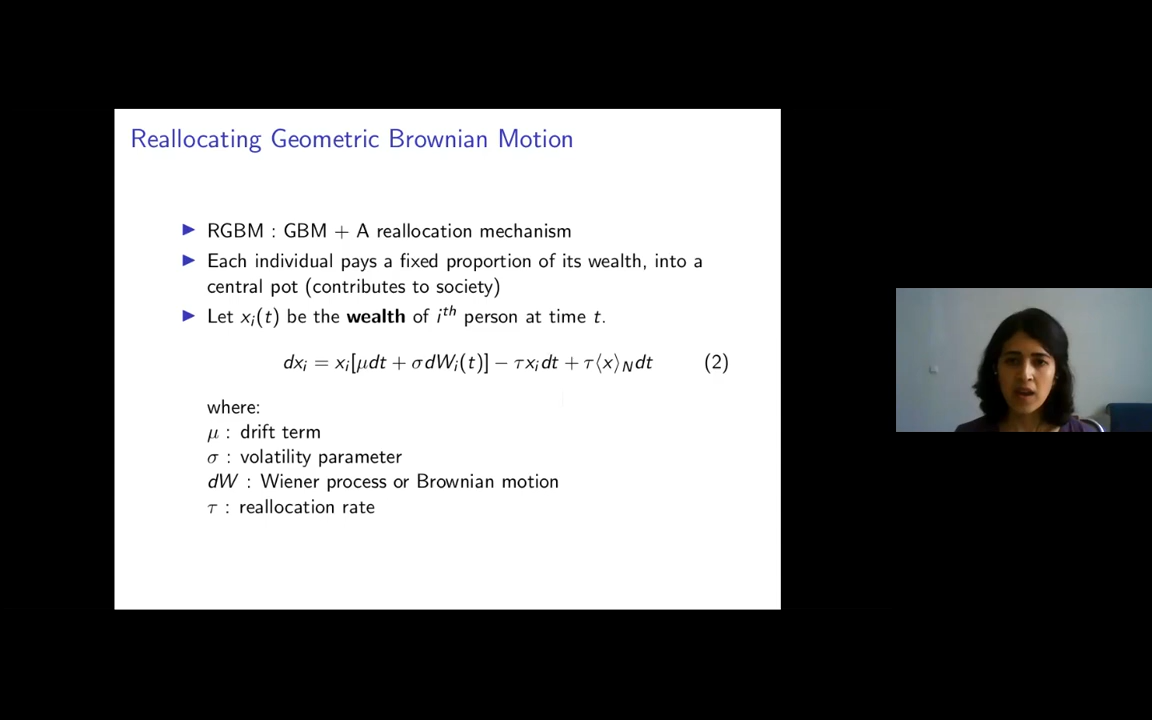 Reallocating Geometric Brownian Motion
▶ RGBM : GBM + A reallocation mechanism
▶ Each individual pays a fixed proportion of its wealth, into a
central pot (contributes to society)
▶ Let xᵢ(t) be the wealth of iᵗʰ person at time t.
dxᵢ = xᵢ[μdt + σdWᵢ(t)] − τxᵢdt + τ⟨x⟩_N dt (2)
where:
μ : drift term
σ : volatility parameter
dW : Wiener process or Brownian motion
τ : reallocation rate